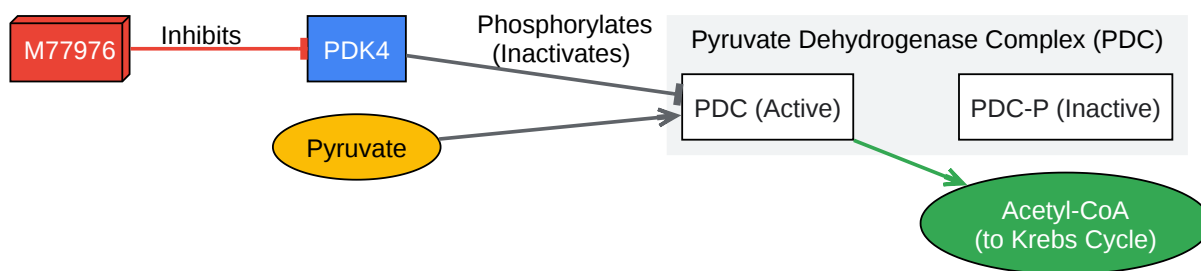 M77976
Inhibits
PDK4
Phosphorylates
(Inactivates)
Pyruvate Dehydrogenase Complex (PDC)
PDC (Active)
PDC-P (Inactive)
Pyruvate
Acetyl-CoA
(to Krebs Cycle)